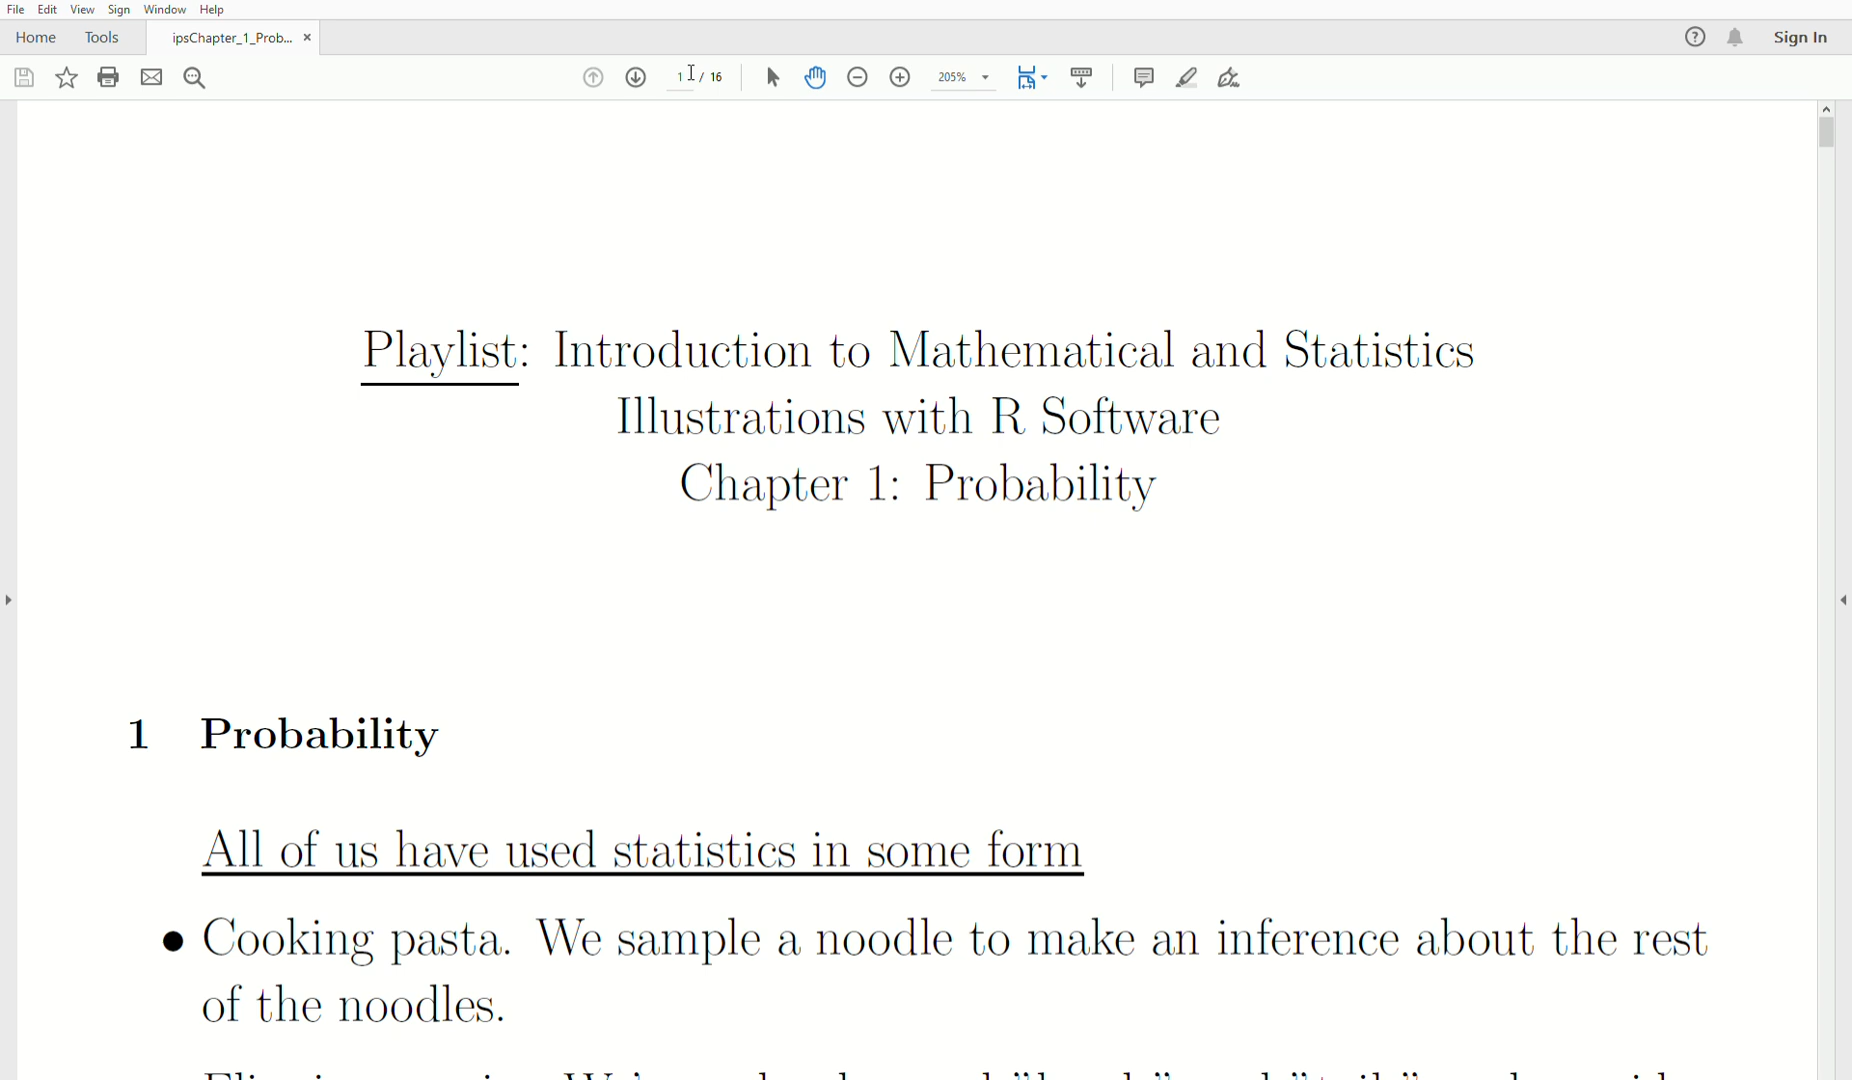 File Edit View Sign Window Help
Home Tools ipsChapter_1_Prob... × Sign In
1 / 16 205%
Playlist: Introduction to Mathematical and Statistics
Illustrations with R Software
Chapter 1: Probability
1 Probability
All of us have used statistics in some form
• Cooking pasta. We sample a noodle to make an inference about the rest
of the noodles.